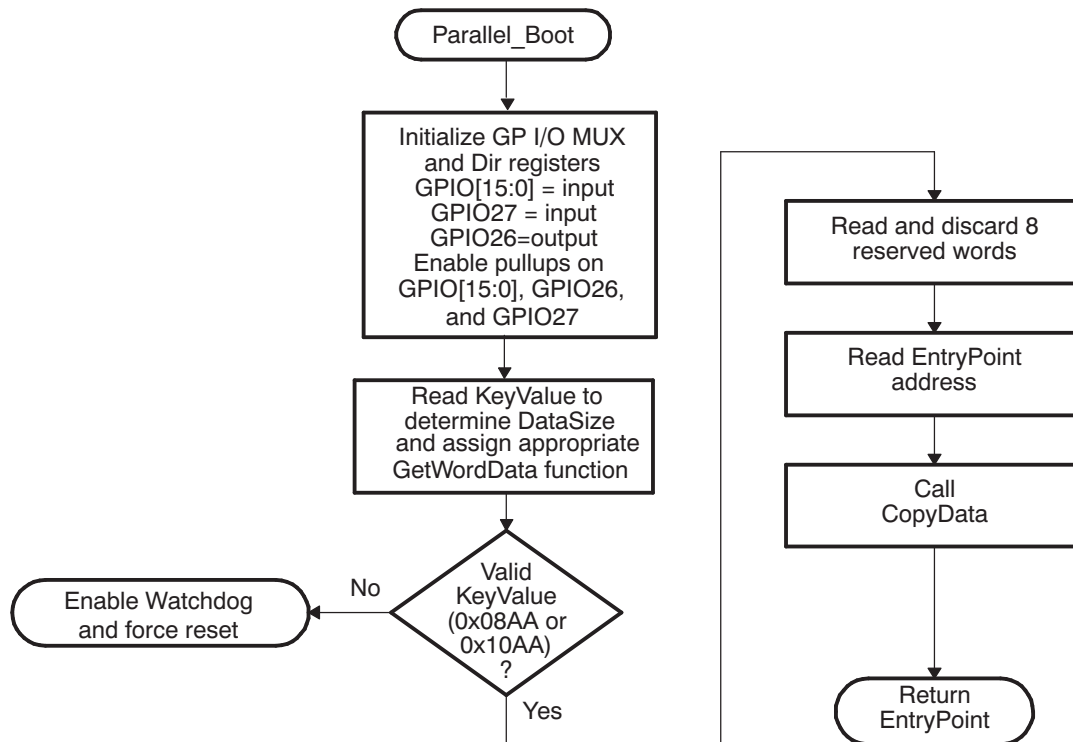 Parallel_Boot
Initialize GP I/O MUX
and Dir registers
GPIO[15:0] = input
GPIO27 = input
GPIO26=output
Enable pullups on
GPIO[15:0], GPIO26,
and GPIO27
Read KeyValue to
determine DataSize
and assign appropriate
GetWordData function
Valid
KeyValue
(0x08AA or
0x10AA)
?
No
Enable Watchdog
and force reset
Yes
Read and discard 8
reserved words
Read EntryPoint
address
Call
CopyData
Return
EntryPoint